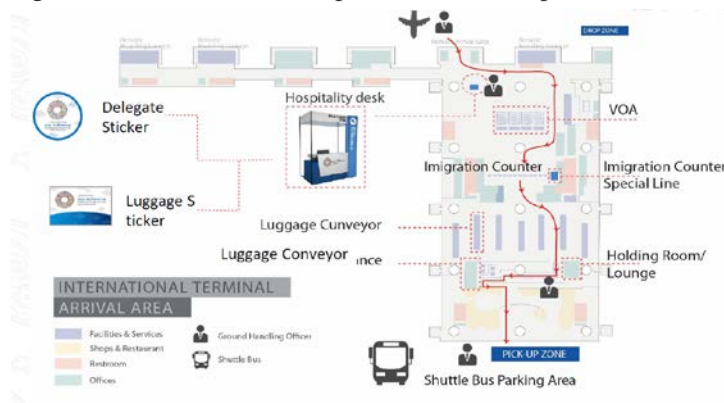 DROP ZONE
Hospitality desk
Delegate
Sticker
VOA
Imigration Counter
Imigration Counter
Special Line
Luggage S
ticker
Luggage Cunveyor
Luggage Conveyor
ance
Holding Room/
Lounge
INTERNATIONAL TERMINAL
ARRIVAL AREA
Facilities & Services
Shops & Restaurant
Restroom
Offices
Ground Handling Officer
Shuttle Bus
PICK-UP ZONE
Shuttle Bus Parking Area